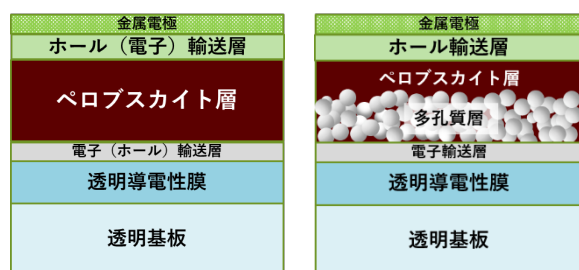 金属電極
ホール（電子）輸送層
ペロブスカイト層
電子（ホール）輸送層
透明導電性膜
透明基板
金属電極
ホール輸送層
ペロブスカイト層
多孔質層
電子輸送層
透明導電性膜
透明基板